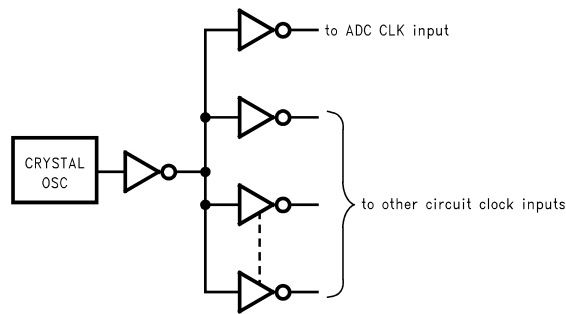 to ADC CLK input
CRYSTAL
OSC
to other circuit clock inputs